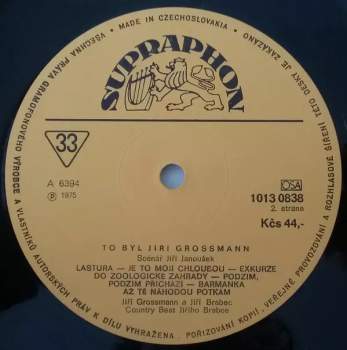 MADE IN CZECHOSLOVAKIA
VŠECHNA PRÁVA GRAMOFONOVÉHO VÝROBCE A VLASTNÍKŮ AUTORSKÝCH PRÁV K DÍLU VYHRAŽENA. POŘIZOVÁNÍ KOPIÍ, VEŘEJNÉ PROVOZOVÁNÍ A ROZHLASOVÉ ŠÍŘENÍ TÉTO DESKY JE ZAKÁZÁNO
SUPRAPHON
33
A 6394
Ⓟ 1975
OSA
1013 0838
2. strana
Kčs 44,-
TO BYL JIŘÍ GROSSMANN
Scénář Jiří Janoušek
LASTURA — JE TO MOJÍ CHLOUBOU — EXKURZE
DO ZOOLOGICKÉ ZAHRADY — PODZIM,
PODZIM PŘICHÁZÍ — BARMANKA
AŽ TĚ NÁHODOU POTKÁM
Jiří Grossmann a Jiří Brabec
Country Beat Jiřího Brabce